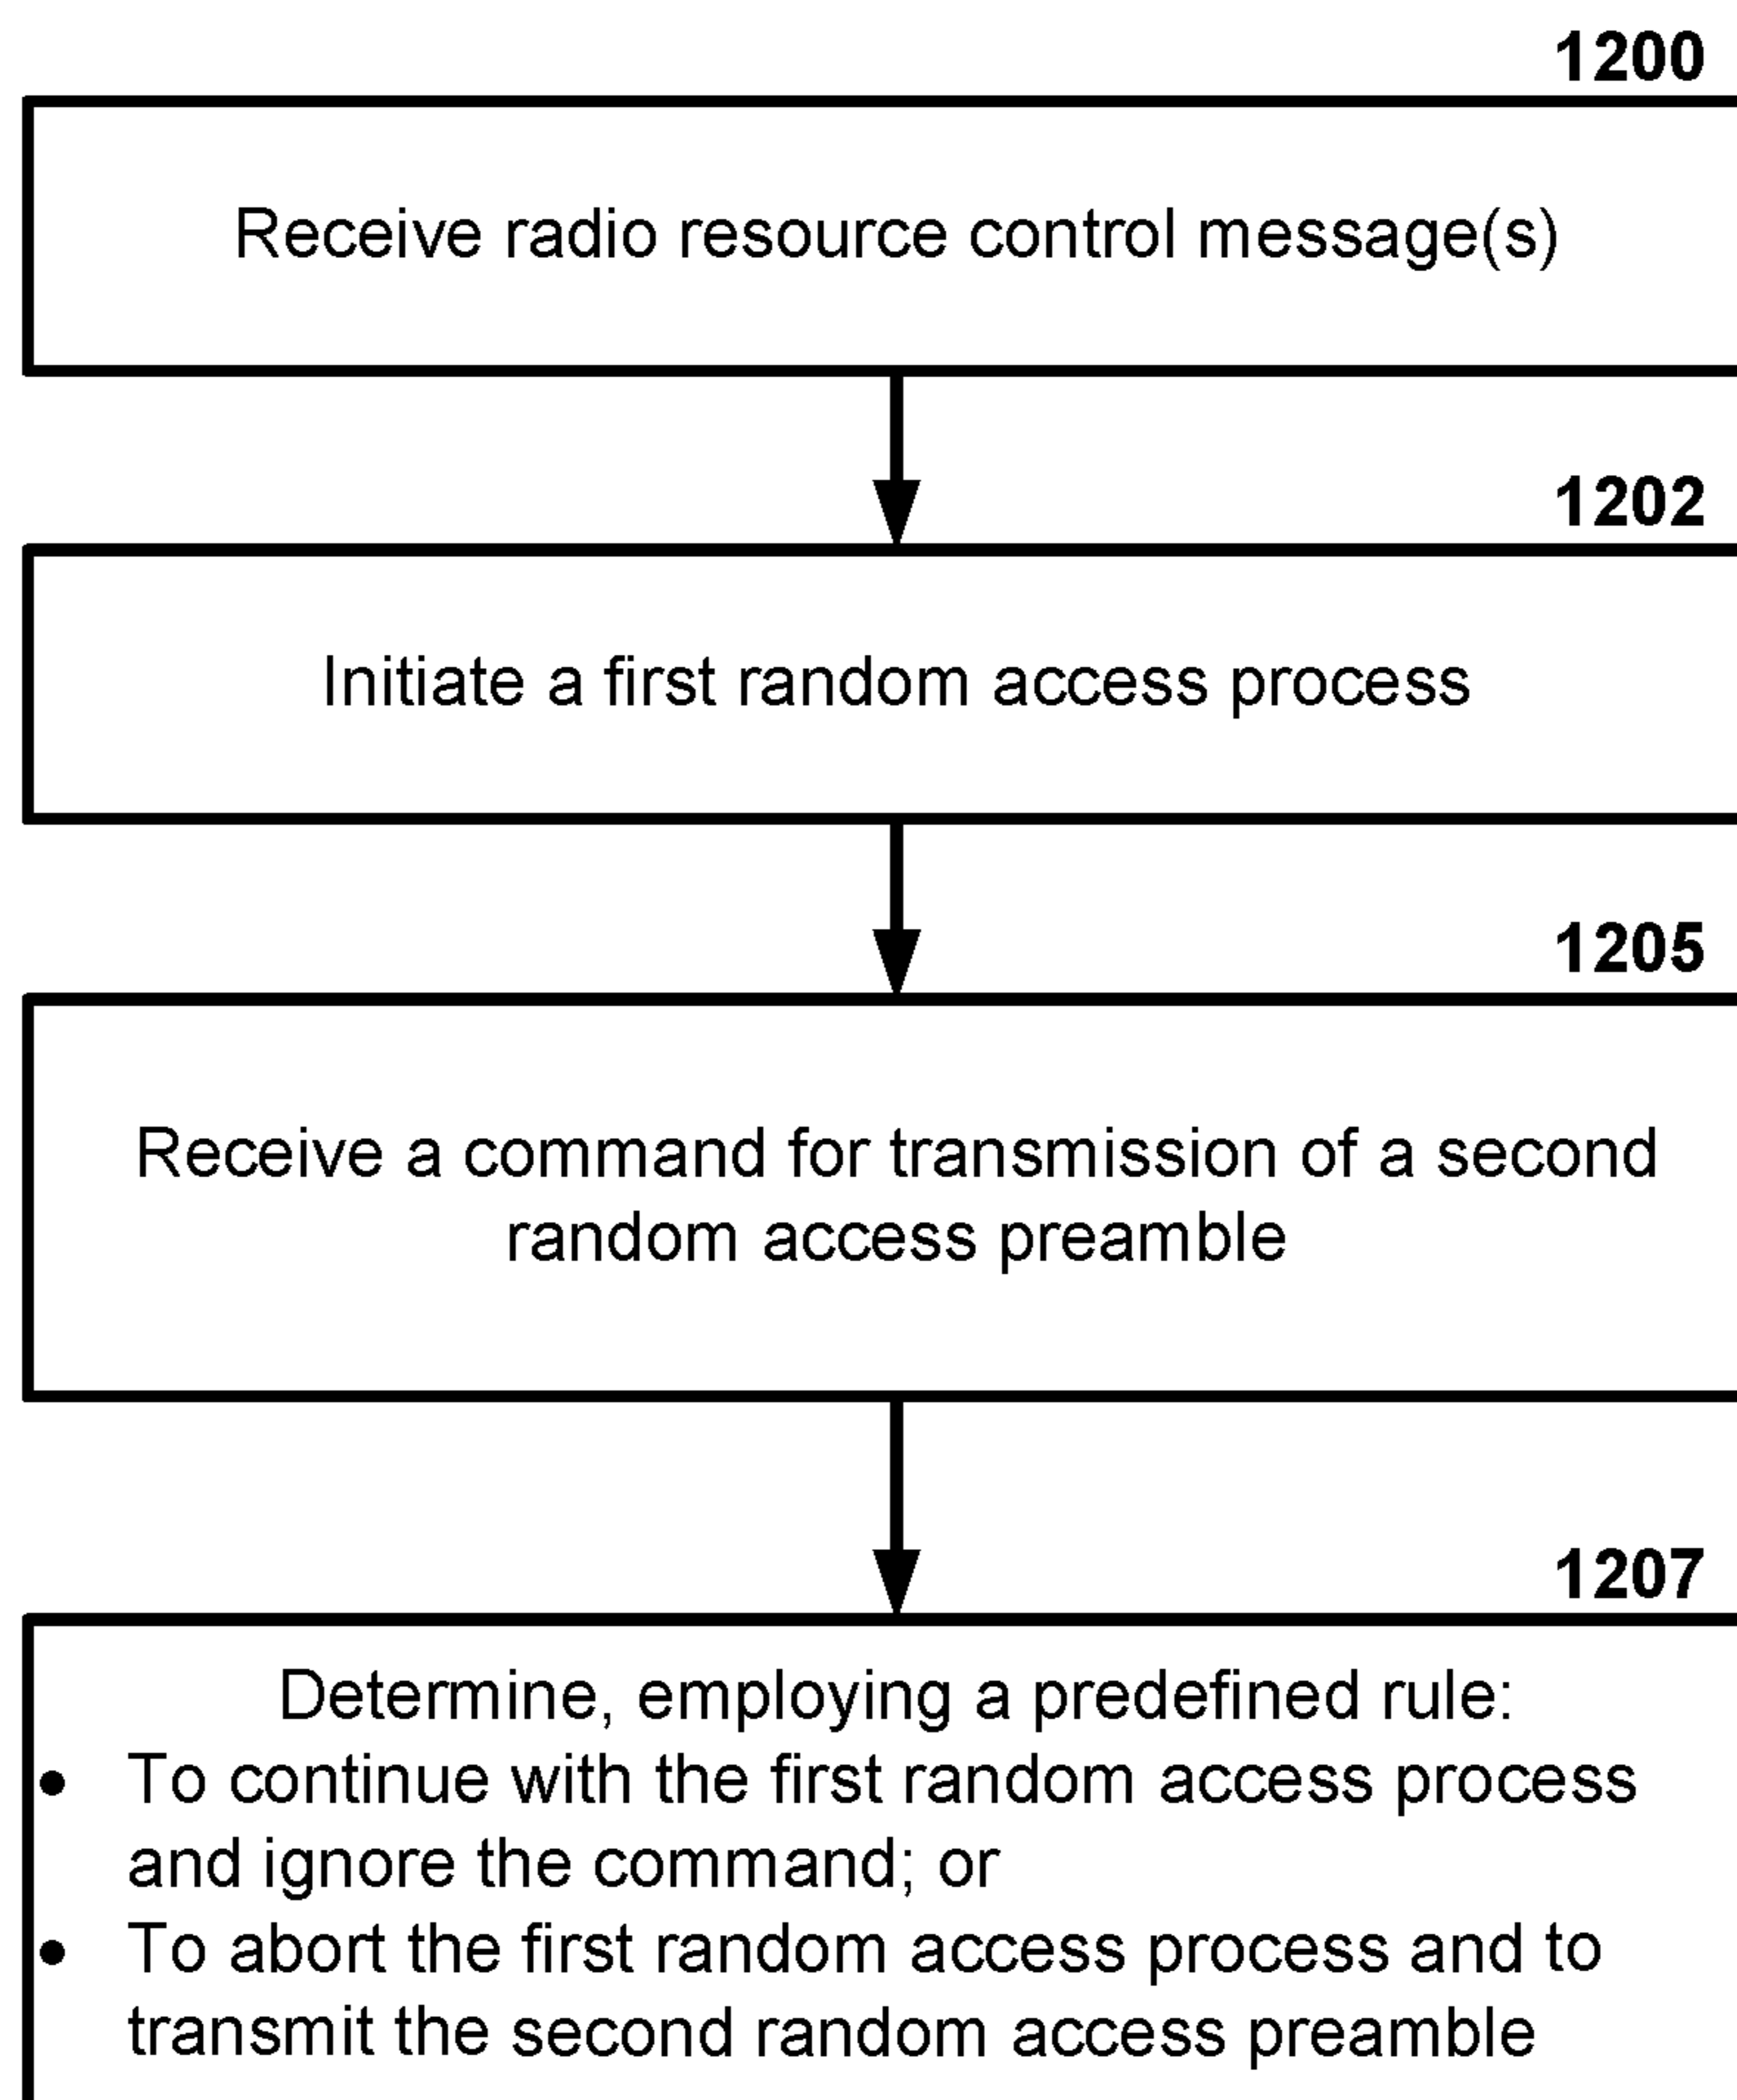 1200
Receive radio resource control message(s)
1202
Initiate a first random access process
1205
Receive a command for transmission of a second
random access preamble
1207
Determine, employing a predefined rule:
• To continue with the first random access process
and ignore the command; or
• To abort the first random access process and to
transmit the second random access preamble